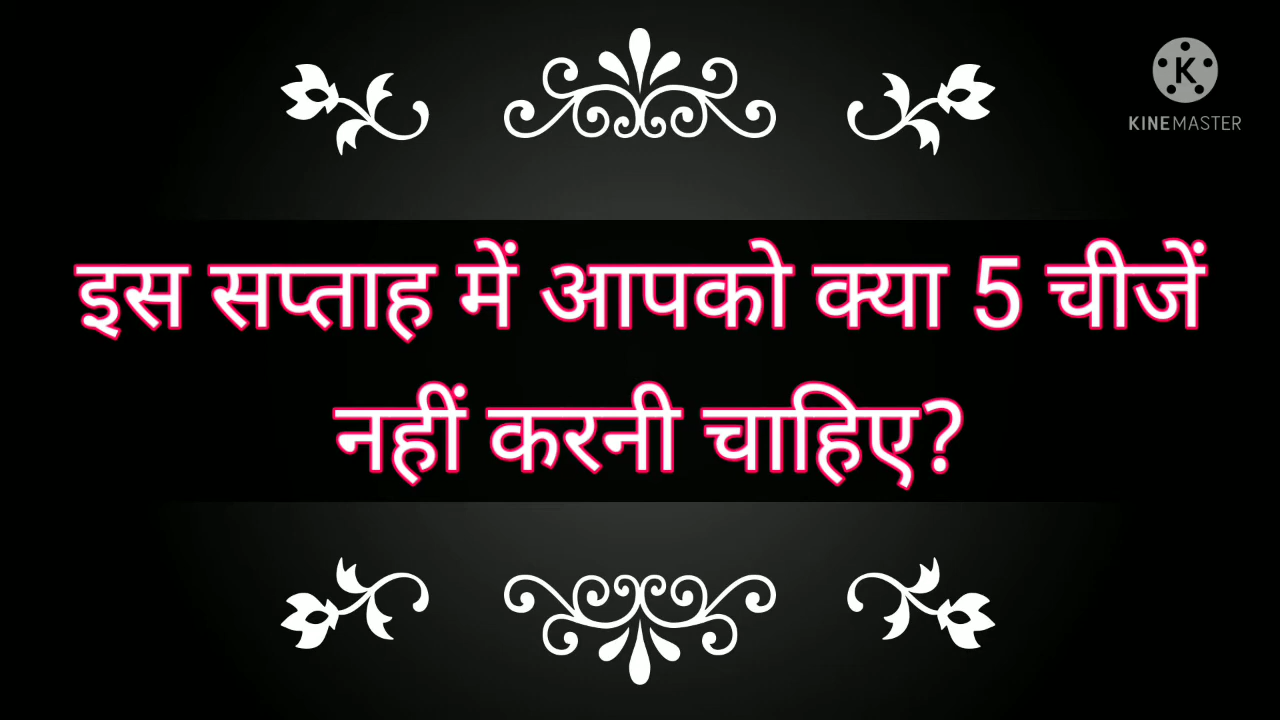 KINEMASTER
इस सप्ताह में आपको क्या 5 चीजें
नहीं करनी चाहिए?